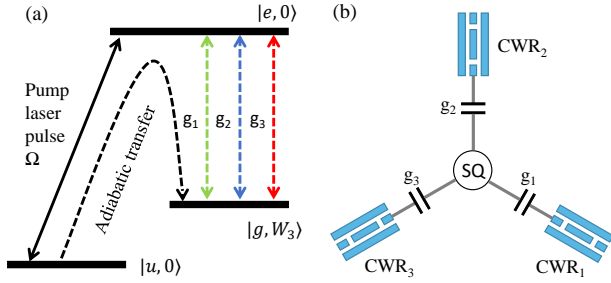 (a)
|e, 0⟩
Pump
laser
pulse
Ω
Adiabatic transfer
g₁
g₂
g₃
|g, W₃⟩
|u, 0⟩
(b)
CWR₂
g₂
SQ
g₃
g₁
CWR₃
CWR₁